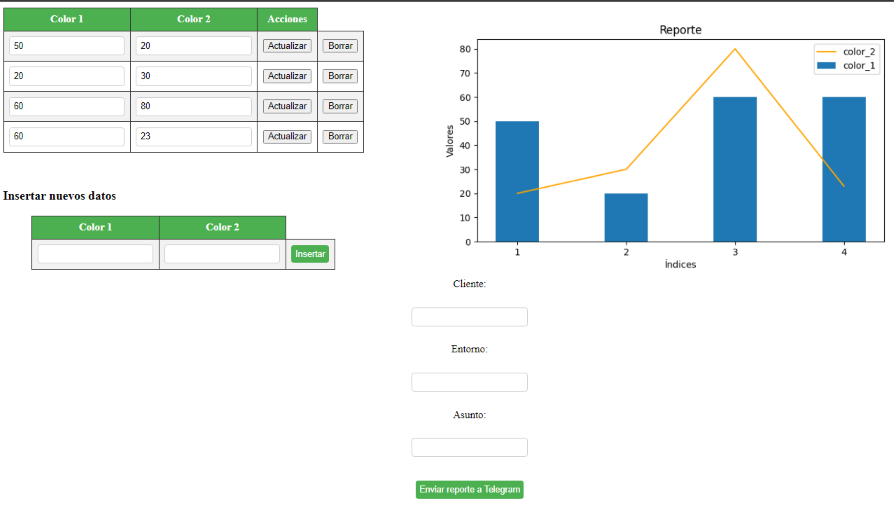 Color 1 Color 2 Acciones
50 20 Actualizar Borrar
20 30 Actualizar Borrar
60 80 Actualizar Borrar
60 23 Actualizar Borrar
Insertar nuevos datos
Color 1 Color 2
Insertar
Reporte
color_2
color_1
Valores
80
70
60
50
40
30
20
10
0
1 2 3 4
Índices
Cliente:
Entorno:
Asunto:
Enviar reporte a Telegram